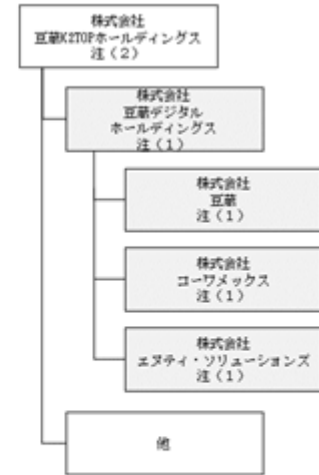 株式会社
豆蔵K2TOPホールディングス
注(2)
株式会社
豆蔵デジタル
ホールディングス
注(1)
株式会社
豆蔵
注(1)
株式会社
コーワメックス
注(1)
株式会社
エヌティ・ソリューションズ
注(1)
他